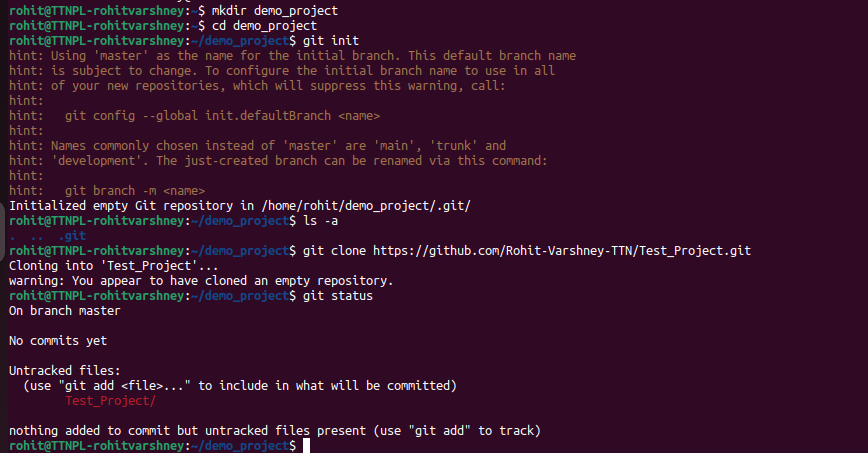 rohit@TTNPL-rohitvarshney:~$ mkdir demo_project
rohit@TTNPL-rohitvarshney:~$ cd demo_project
rohit@TTNPL-rohitvarshney:~/demo_project$ git init
hint: Using 'master' as the name for the initial branch. This default branch name
hint: is subject to change. To configure the initial branch name to use in all
hint: of your new repositories, which will suppress this warning, call:
hint:
hint:   git config --global init.defaultBranch <name>
hint:
hint: Names commonly chosen instead of 'master' are 'main', 'trunk' and
hint: 'development'. The just-created branch can be renamed via this command:
hint:
hint:   git branch -m <name>
Initialized empty Git repository in /home/rohit/demo_project/.git/
rohit@TTNPL-rohitvarshney:~/demo_project$ ls -a
.  ..  .git
rohit@TTNPL-rohitvarshney:~/demo_project$ git clone https://github.com/Rohit-Varshney-TTN/Test_Project.git
Cloning into 'Test_Project'...
warning: You appear to have cloned an empty repository.
rohit@TTNPL-rohitvarshney:~/demo_project$ git status
On branch master

No commits yet

Untracked files:
  (use "git add <file>..." to include in what will be committed)
        Test_Project/

nothing added to commit but untracked files present (use "git add" to track)
rohit@TTNPL-rohitvarshney:~/demo_project$